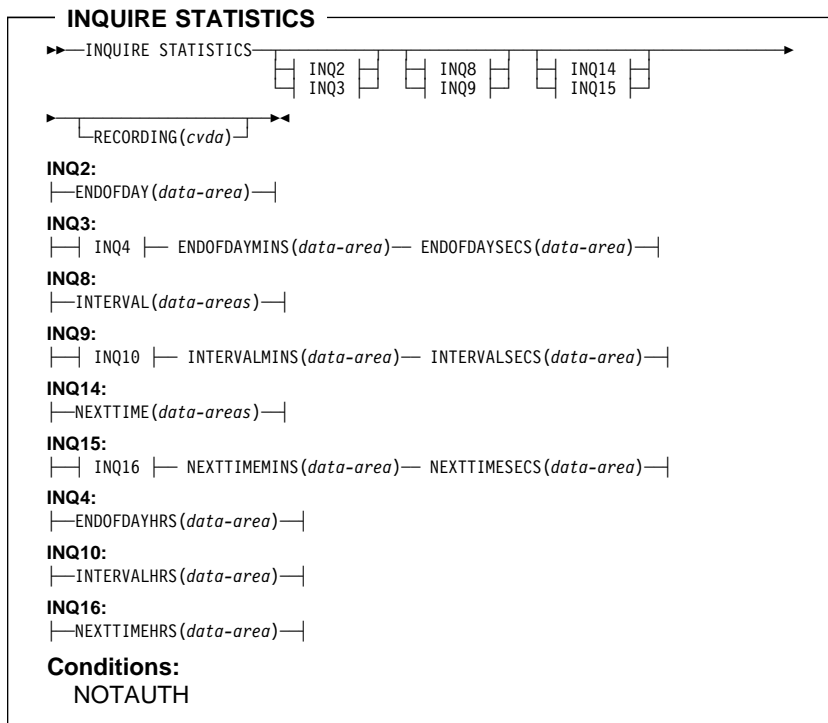 INQUIRE STATISTICS
►►──INQUIRE STATISTICS──┬─────────┬──┬─────────┬──┬──────────┬──►
├─┤ INQ2 ├─┤ ├─┤ INQ8 ├─┤ ├─┤ INQ14 ├─┤
└─┤ INQ3 ├─┘ └─┤ INQ9 ├─┘ └─┤ INQ15 ├─┘
►──┬─────────────────┬──►◄
└─RECORDING(cvda)─┘
INQ2:
├──ENDOFDAY(data-area)──┤
INQ3:
├──┤ INQ4 ├── ENDOFDAYMINS(data-area)── ENDOFDAYSECS(data-area)──┤
INQ8:
├──INTERVAL(data-areas)──┤
INQ9:
├──┤ INQ10 ├── INTERVALMINS(data-area)── INTERVALSECS(data-area)──┤
INQ14:
├──NEXTTIME(data-areas)──┤
INQ15:
├──┤ INQ16 ├── NEXTTIMEMINS(data-area)── NEXTTIMESECS(data-area)──┤
INQ4:
├──ENDOFDAYHRS(data-area)──┤
INQ10:
├──INTERVALHRS(data-area)──┤
INQ16:
├──NEXTTIMEHRS(data-area)──┤
Conditions:
NOTAUTH